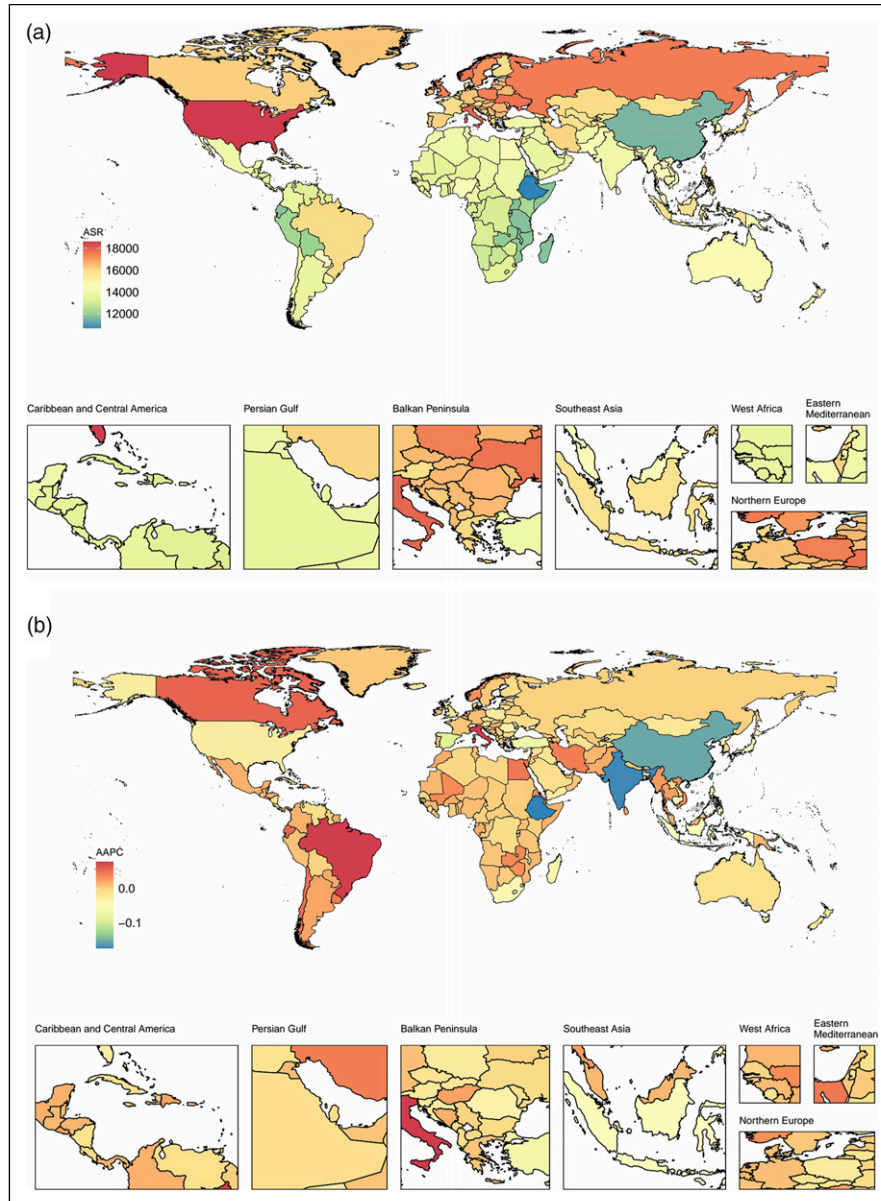 (a)
ASR
18000
16000
14000
12000
Caribbean and Central America
Persian Gulf
Balkan Peninsula
Southeast Asia
West Africa
Eastern
Mediterranean
Northern Europe
(b)
AAPC
0.0
−0.1
Caribbean and Central America
Persian Gulf
Balkan Peninsula
Southeast Asia
West Africa
Eastern
Mediterranean
Northern Europe